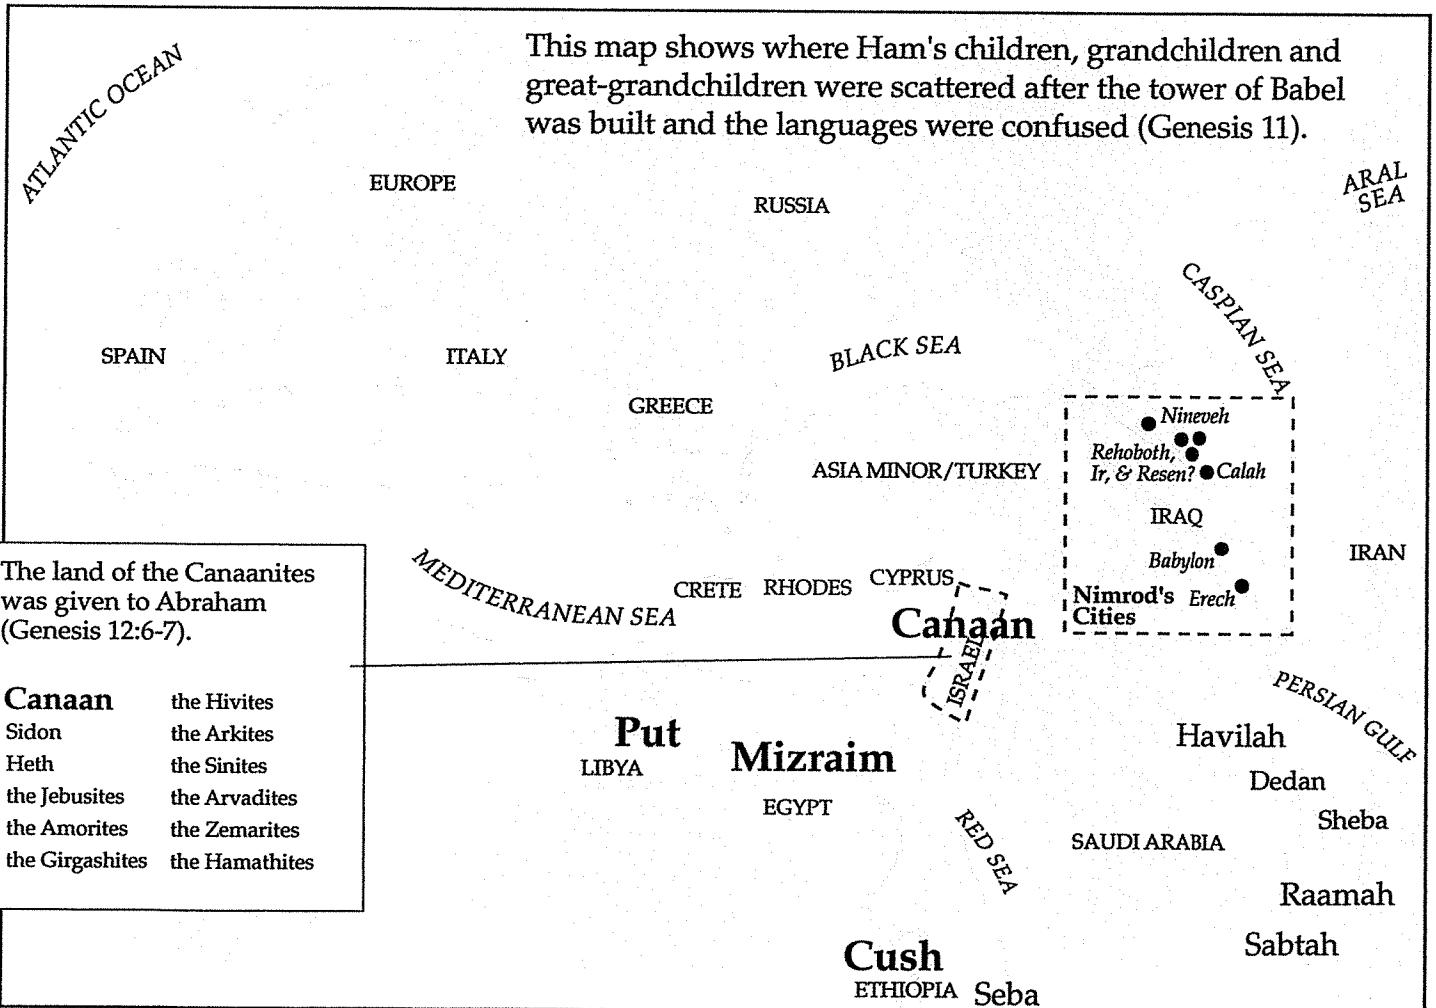 This map shows where Ham's children, grandchildren and
great-grandchildren were scattered after the tower of Babel
was built and the languages were confused (Genesis 11).
ATLANTIC OCEAN
EUROPE
RUSSIA
ARAL
SEA
CASPIAN SEA
SPAIN
ITALY
BLACK SEA
GREECE
ASIA MINOR/TURKEY
Nineveh
Rehoboth,
Ir, & Resen?
Calah
IRAQ
Babylon
Erech
Nimrod's
Cities
IRAN
MEDITERRANEAN SEA
CRETE
RHODES
CYPRUS
Canaan
ISRAEL
The land of the Canaanites
was given to Abraham
(Genesis 12:6-7).
Canaan
Sidon
Heth
the Jebusites
the Amorites
the Girgashites
the Hivites
the Arkites
the Sinites
the Arvadites
the Zemarites
the Hamathites
Put
LIBYA
Mizraim
EGYPT
RED SEA
PERSIAN GULF
Havilah
Dedan
Sheba
SAUDI ARABIA
Raamah
Sabtah
Cush
ETHIOPIA
Seba